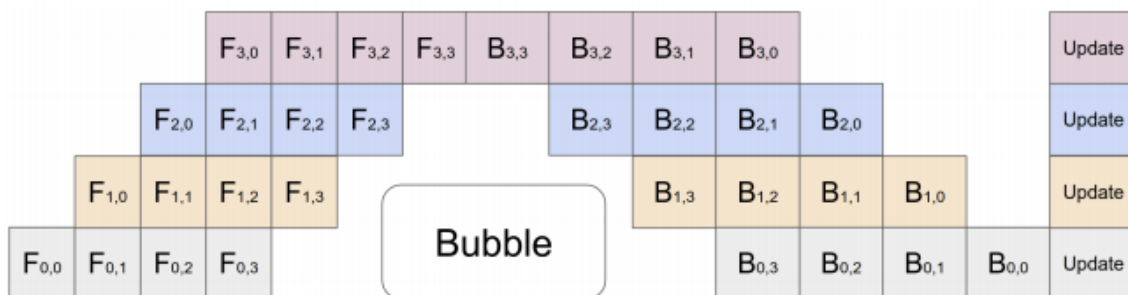 F3,0 F3,1 F3,2 F3,3 B3,3 B3,2 B3,1 B3,0 Update
F2,0 F2,1 F2,2 F2,3 B2,3 B2,2 B2,1 B2,0 Update
F1,0 F1,1 F1,2 F1,3 B1,3 B1,2 B1,1 B1,0 Update
Bubble
F0,0 F0,1 F0,2 F0,3 B0,3 B0,2 B0,1 B0,0 Update